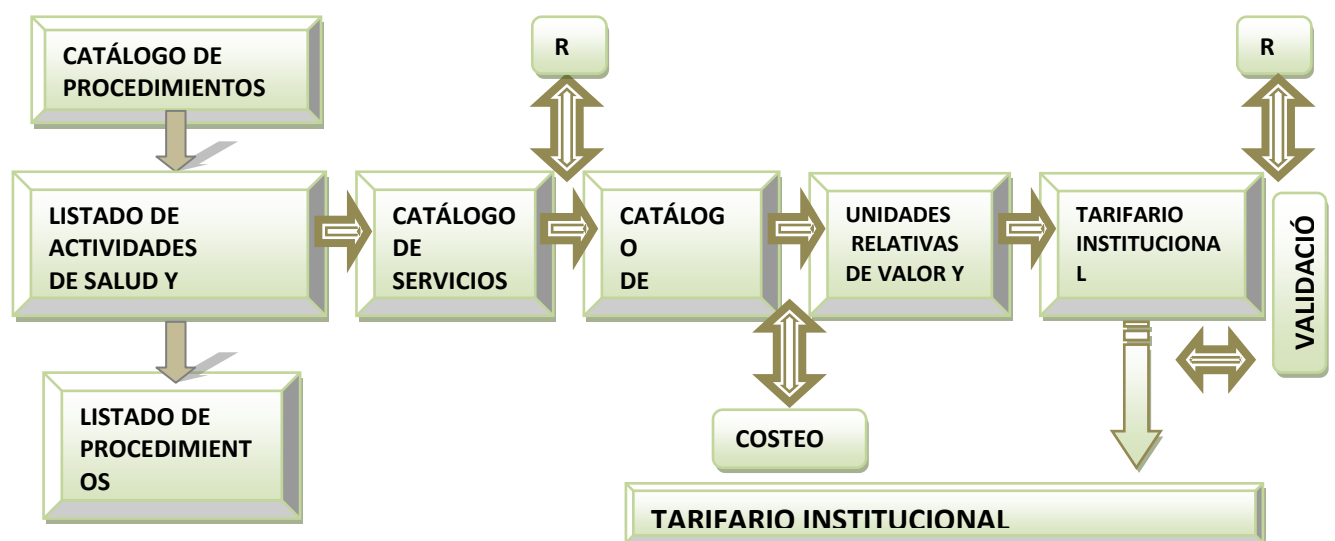 CATÁLOGO DE
PROCEDIMIENTOS
R
R
LISTADO DE
ACTIVIDADES
DE SALUD Y
CATÁLOGO
DE
SERVICIOS
CATÁLOG
O
DE
UNIDADES
RELATIVAS
DE VALOR Y
TARIFARIO
INSTITUCIONA
L
VALIDACIÓ
LISTADO DE
PROCEDIMIENT
OS
COSTEO
TARIFARIO INSTITUCIONAL